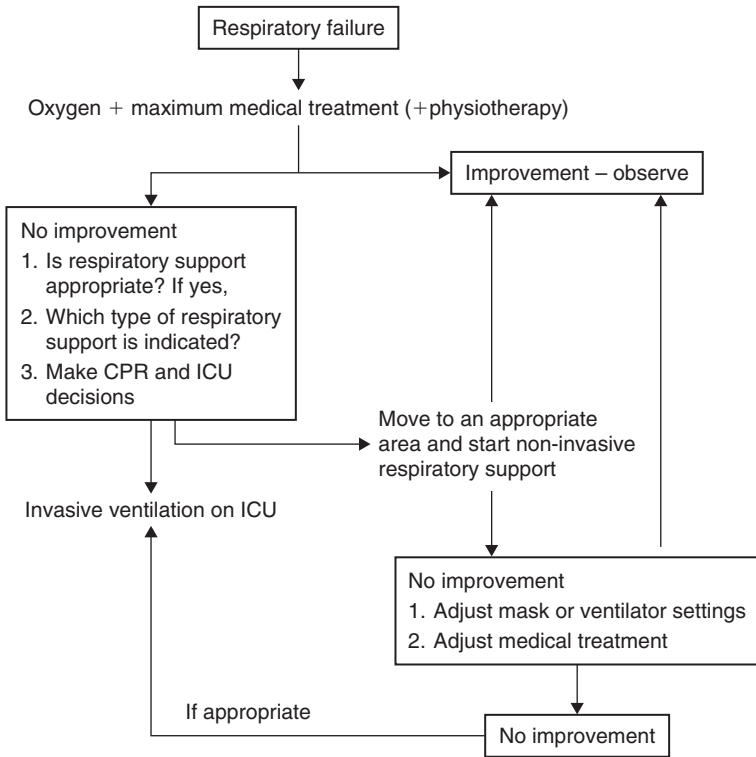 Respiratory failure
Oxygen + maximum medical treatment (+physiotherapy)
Improvement – observe
No improvement
1. Is respiratory support
appropriate? If yes,
2. Which type of respiratory
support is indicated?
3. Make CPR and ICU
decisions
Move to an appropriate
area and start non-invasive
respiratory support
Invasive ventilation on ICU
No improvement
1. Adjust mask or ventilator settings
2. Adjust medical treatment
If appropriate
No improvement